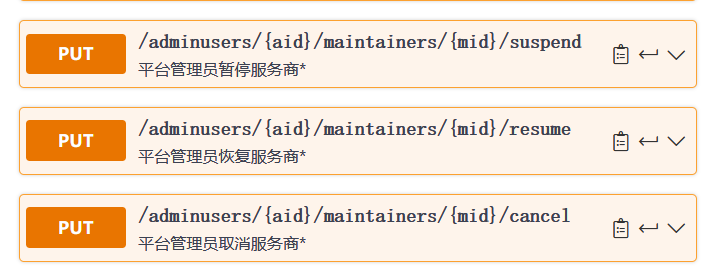 PUT
/adminusers/{aid}/maintainers/{mid}/suspend
平台管理员暂停服务商*
PUT
/adminusers/{aid}/maintainers/{mid}/resume
平台管理员恢复服务商*
PUT
/adminusers/{aid}/maintainers/{mid}/cancel
平台管理员取消服务商*